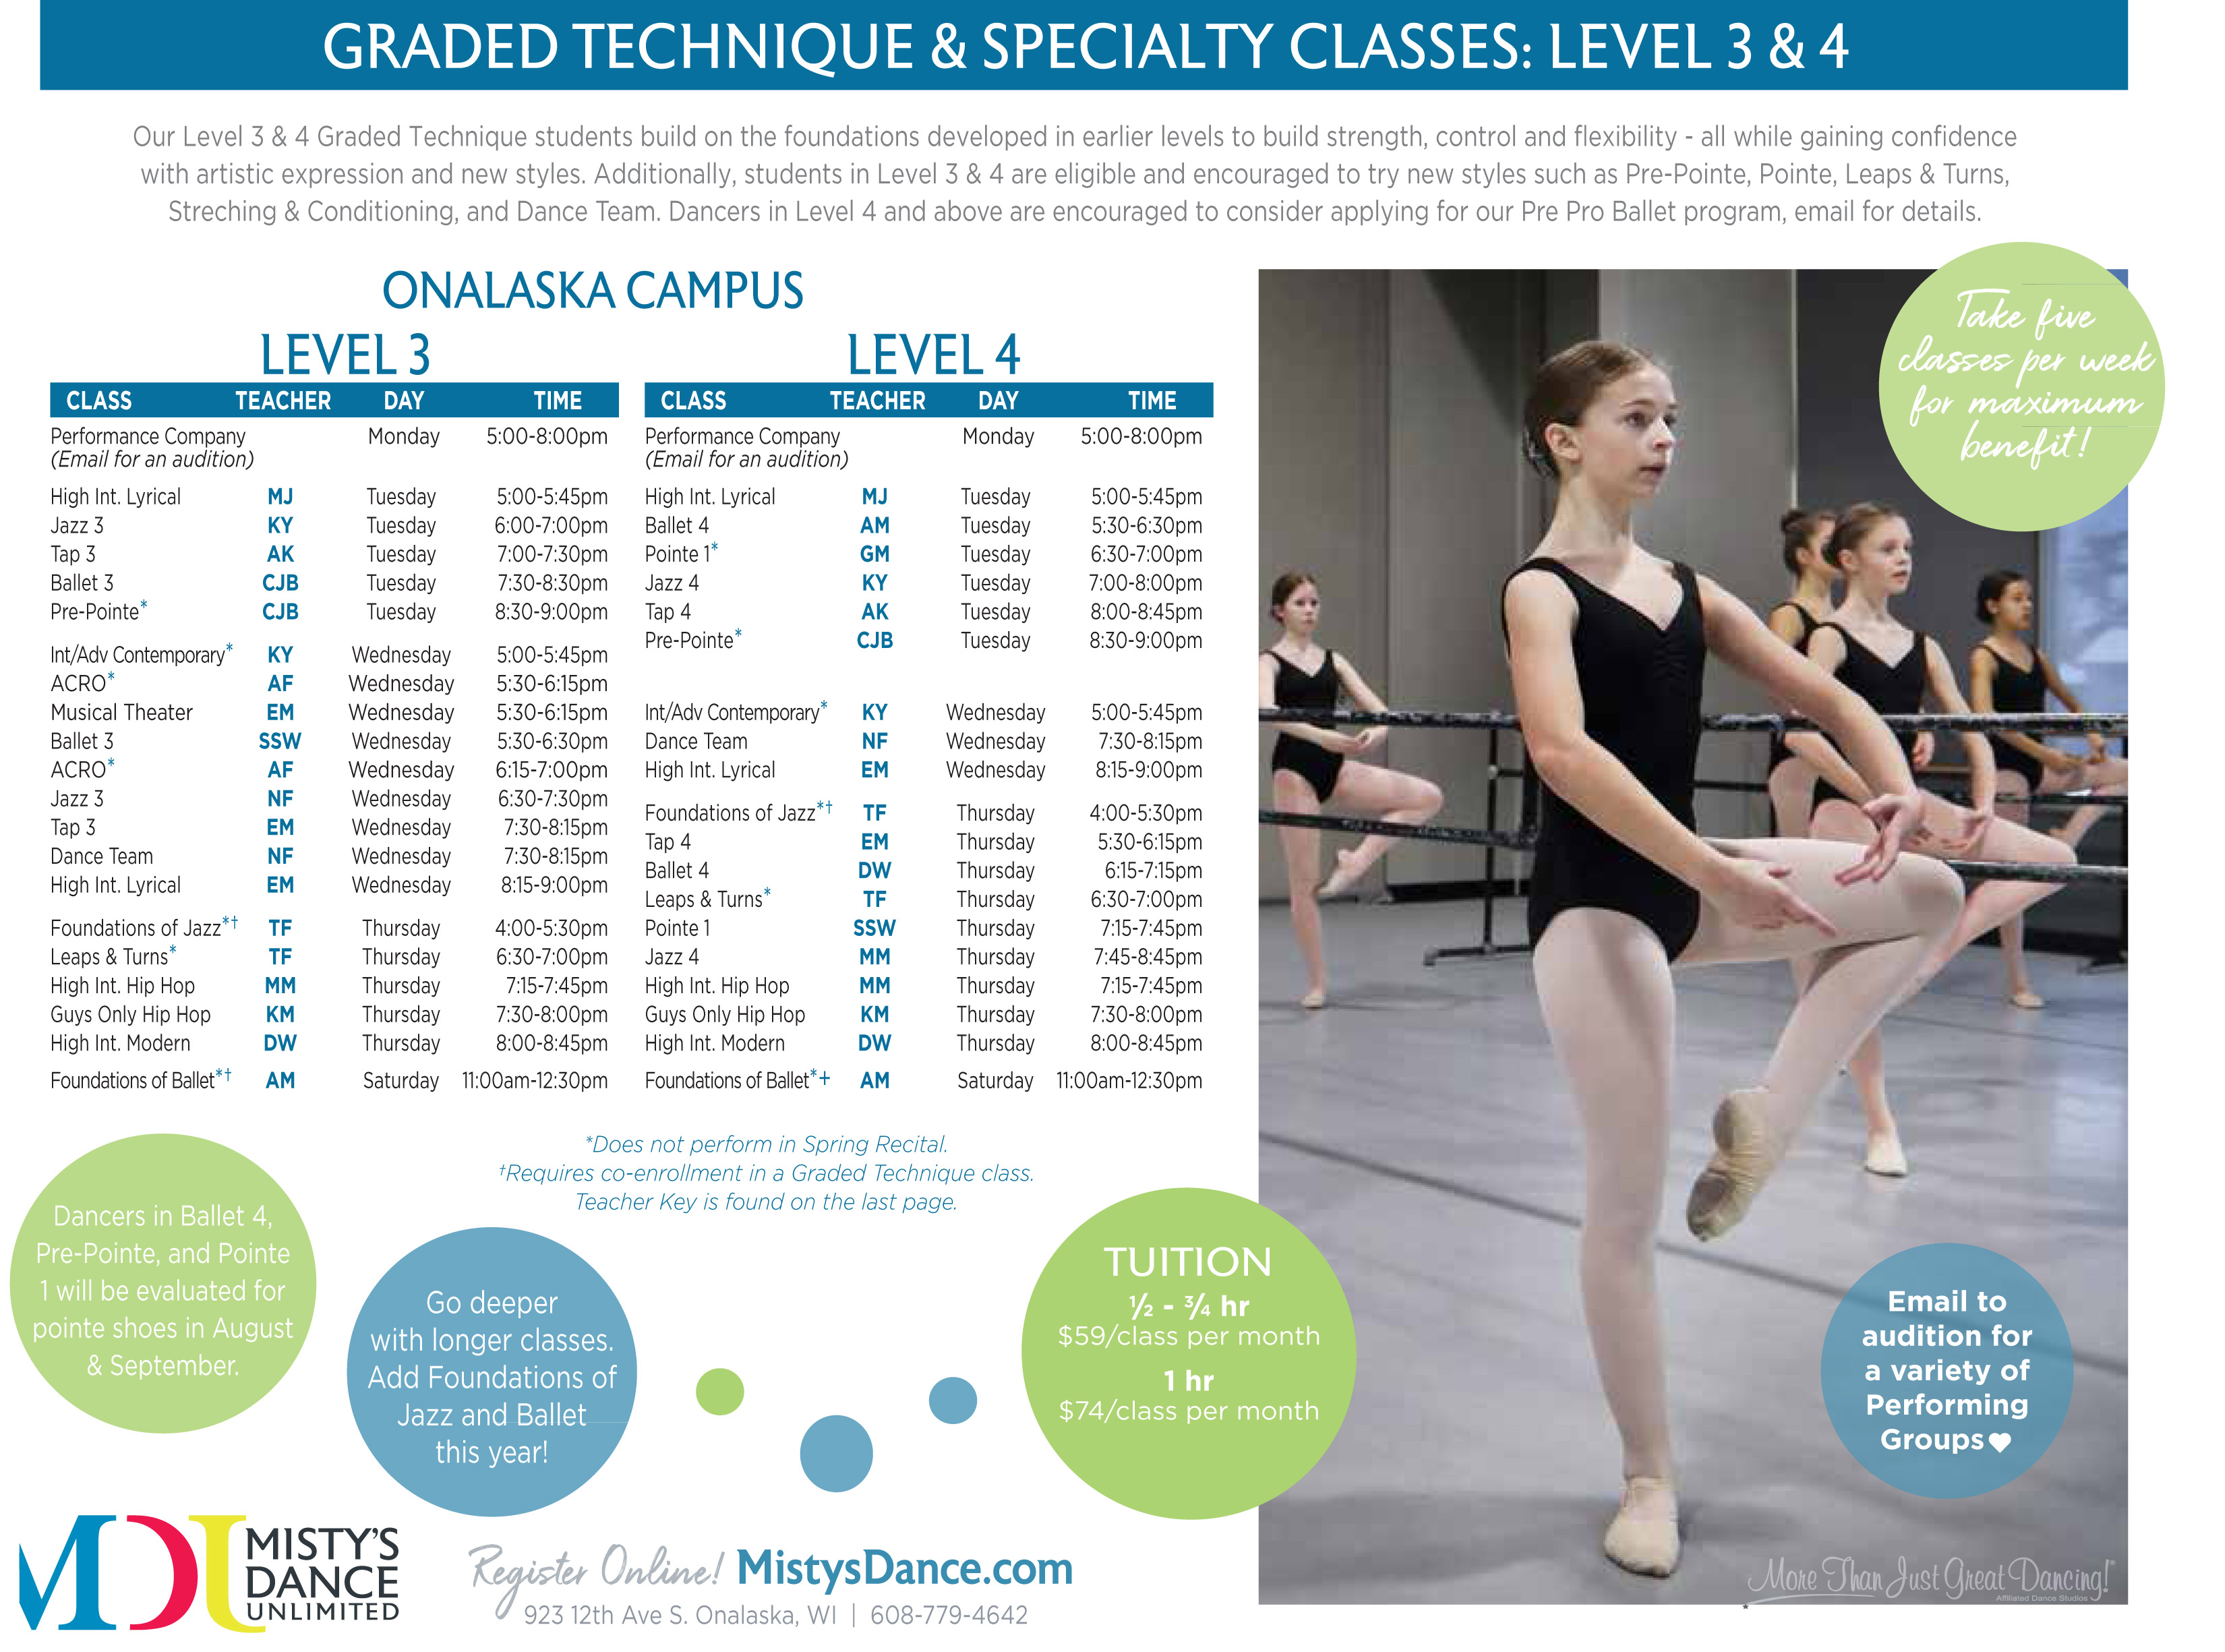 GRADED TECHNIQUE & SPECIALTY CLASSES: LEVEL 3 & 4
Our Level 3 & 4 Graded Technique students build on the foundations developed in earlier levels to build strength, control and flexibility - all while gaining confidence
with artistic expression and new styles. Additionally, students in Level 3 & 4 are eligible and encouraged to try new styles such as Pre-Pointe, Pointe, Leaps & Turns,
Streching & Conditioning, and Dance Team. Dancers in Level 4 and above are encouraged to consider applying for our Pre Pro Ballet program, email for details.
ONALASKA CAMPUS
LEVEL 3
CLASS TEACHER DAY TIME
Performance Company Monday 5:00-8:00pm
(Email for an audition)
High Int. Lyrical MJ Tuesday 5:00-5:45pm
Jazz 3 KY Tuesday 6:00-7:00pm
Tap 3 AK Tuesday 7:00-7:30pm
Ballet 3 CJB Tuesday 7:30-8:30pm
Pre-Pointe* CJB Tuesday 8:30-9:00pm
Int/Adv Contemporary* KY Wednesday 5:00-5:45pm
ACRO* AF Wednesday 5:30-6:15pm
Musical Theater EM Wednesday 5:30-6:15pm
Ballet 3 SSW Wednesday 5:30-6:30pm
ACRO* AF Wednesday 6:15-7:00pm
Jazz 3 NF Wednesday 6:30-7:30pm
Tap 3 EM Wednesday 7:30-8:15pm
Dance Team NF Wednesday 7:30-8:15pm
High Int. Lyrical EM Wednesday 8:15-9:00pm
Foundations of Jazz*† TF Thursday 4:00-5:30pm
Leaps & Turns* TF Thursday 6:30-7:00pm
High Int. Hip Hop MM Thursday 7:15-7:45pm
Guys Only Hip Hop KM Thursday 7:30-8:00pm
High Int. Modern DW Thursday 8:00-8:45pm
Foundations of Ballet*† AM Saturday 11:00am-12:30pm
LEVEL 4
CLASS TEACHER DAY TIME
Performance Company Monday 5:00-8:00pm
(Email for an audition)
High Int. Lyrical MJ Tuesday 5:00-5:45pm
Ballet 4 AM Tuesday 5:30-6:30pm
Pointe 1* GM Tuesday 6:30-7:00pm
Jazz 4 KY Tuesday 7:00-8:00pm
Tap 4 AK Tuesday 8:00-8:45pm
Pre-Pointe* CJB Tuesday 8:30-9:00pm
Int/Adv Contemporary* KY Wednesday 5:00-5:45pm
Dance Team NF Wednesday 7:30-8:15pm
High Int. Lyrical EM Wednesday 8:15-9:00pm
Foundations of Jazz*† TF Thursday 4:00-5:30pm
Tap 4 EM Thursday 5:30-6:15pm
Ballet 4 DW Thursday 6:15-7:15pm
Leaps & Turns* TF Thursday 6:30-7:00pm
Pointe 1 SSW Thursday 7:15-7:45pm
Jazz 4 MM Thursday 7:45-8:45pm
High Int. Hip Hop MM Thursday 7:15-7:45pm
Guys Only Hip Hop KM Thursday 7:30-8:00pm
High Int. Modern DW Thursday 8:00-8:45pm
Foundations of Ballet*+ AM Saturday 11:00am-12:30pm
Take five
classes per week
for maximum
benefit!
*Does not perform in Spring Recital.
†Requires co-enrollment in a Graded Technique class.
Teacher Key is found on the last page.
Dancers in Ballet 4,
Pre-Pointe, and Pointe
1 will be evaluated for
pointe shoes in August
& September.
Go deeper
with longer classes.
Add Foundations of
Jazz and Ballet
this year!
TUITION
½ - ¾ hr
$59/class per month
1 hr
$74/class per month
Email to
audition for
a variety of
Performing
Groups♥
MDU
MISTY'S
DANCE
UNLIMITED
Register Online! MistysDance.com
923 12th Ave S. Onalaska, WI | 608-779-4642
More Than Just Great Dancing!®
Affiliated Dance Studios
*